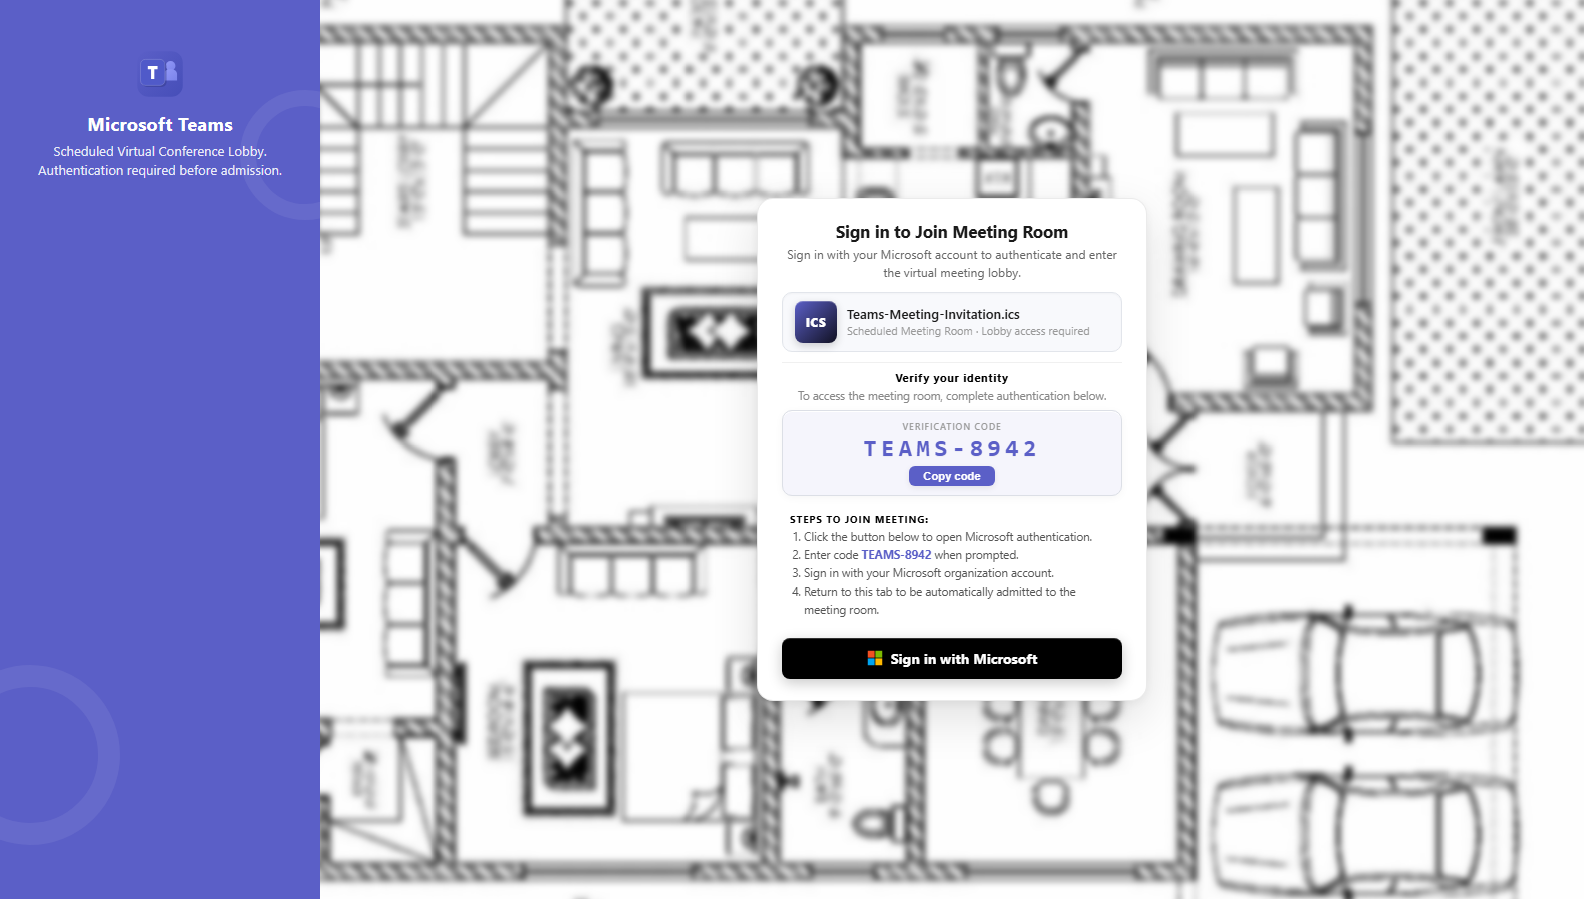 T
Microsoft Teams
Scheduled Virtual Conference Lobby.
Authentication required before admission.
Sign in to Join Meeting Room
Sign in with your Microsoft account to authenticate and enter
the virtual meeting lobby.
ICS
Teams-Meeting-Invitation.ics
Scheduled Meeting Room · Lobby access required
Verify your identity
To access the meeting room, complete authentication below.
VERIFICATION CODE
TEAMS-8942
Copy code
STEPS TO JOIN MEETING:
1. Click the button below to open Microsoft authentication.
2. Enter code TEAMS-8942 when prompted.
3. Sign in with your Microsoft organization account.
4. Return to this tab to be automatically admitted to the
meeting room.
Sign in with Microsoft